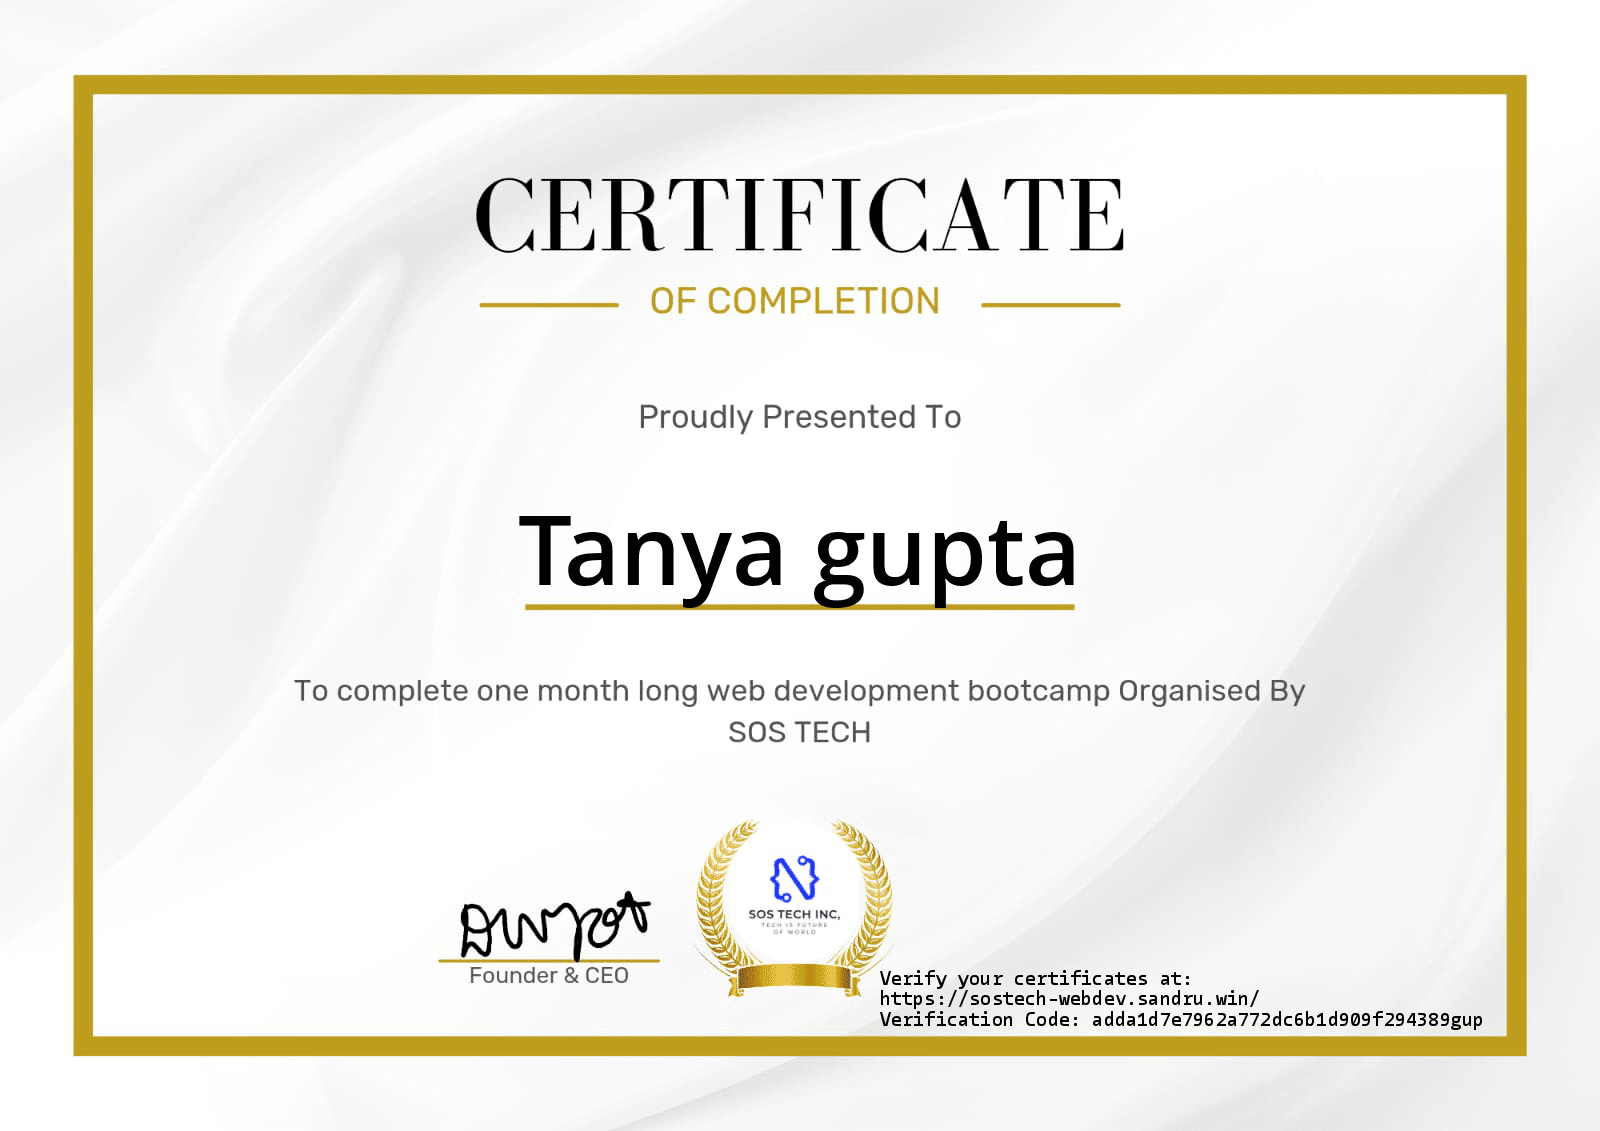 CERTIFICATE
OF COMPLETION
Proudly Presented To
Tanya gupta
To complete one month long web development bootcamp Organised By
SOS TECH
Founder & CEO
SOS TECH INC,
TECH IS FUTURE
OF WORLD
Verify your certificates at:
https://sostech-webdev.sandru.win/
Verification Code: adda1d7e7962a772dc6b1d909f294389gup